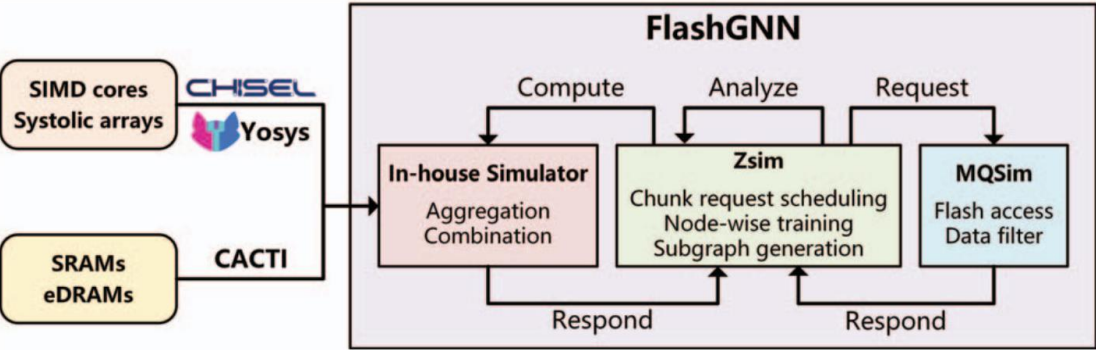 FlashGNN
SIMD cores
Systolic arrays
CHISEL
Yosys
SRAMs
eDRAMs
CACTI
Compute
Analyze
Request
In-house Simulator
Aggregation
Combination
Zsim
Chunk request scheduling
Node-wise training
Subgraph generation
MQSim
Flash access
Data filter
Respond
Respond